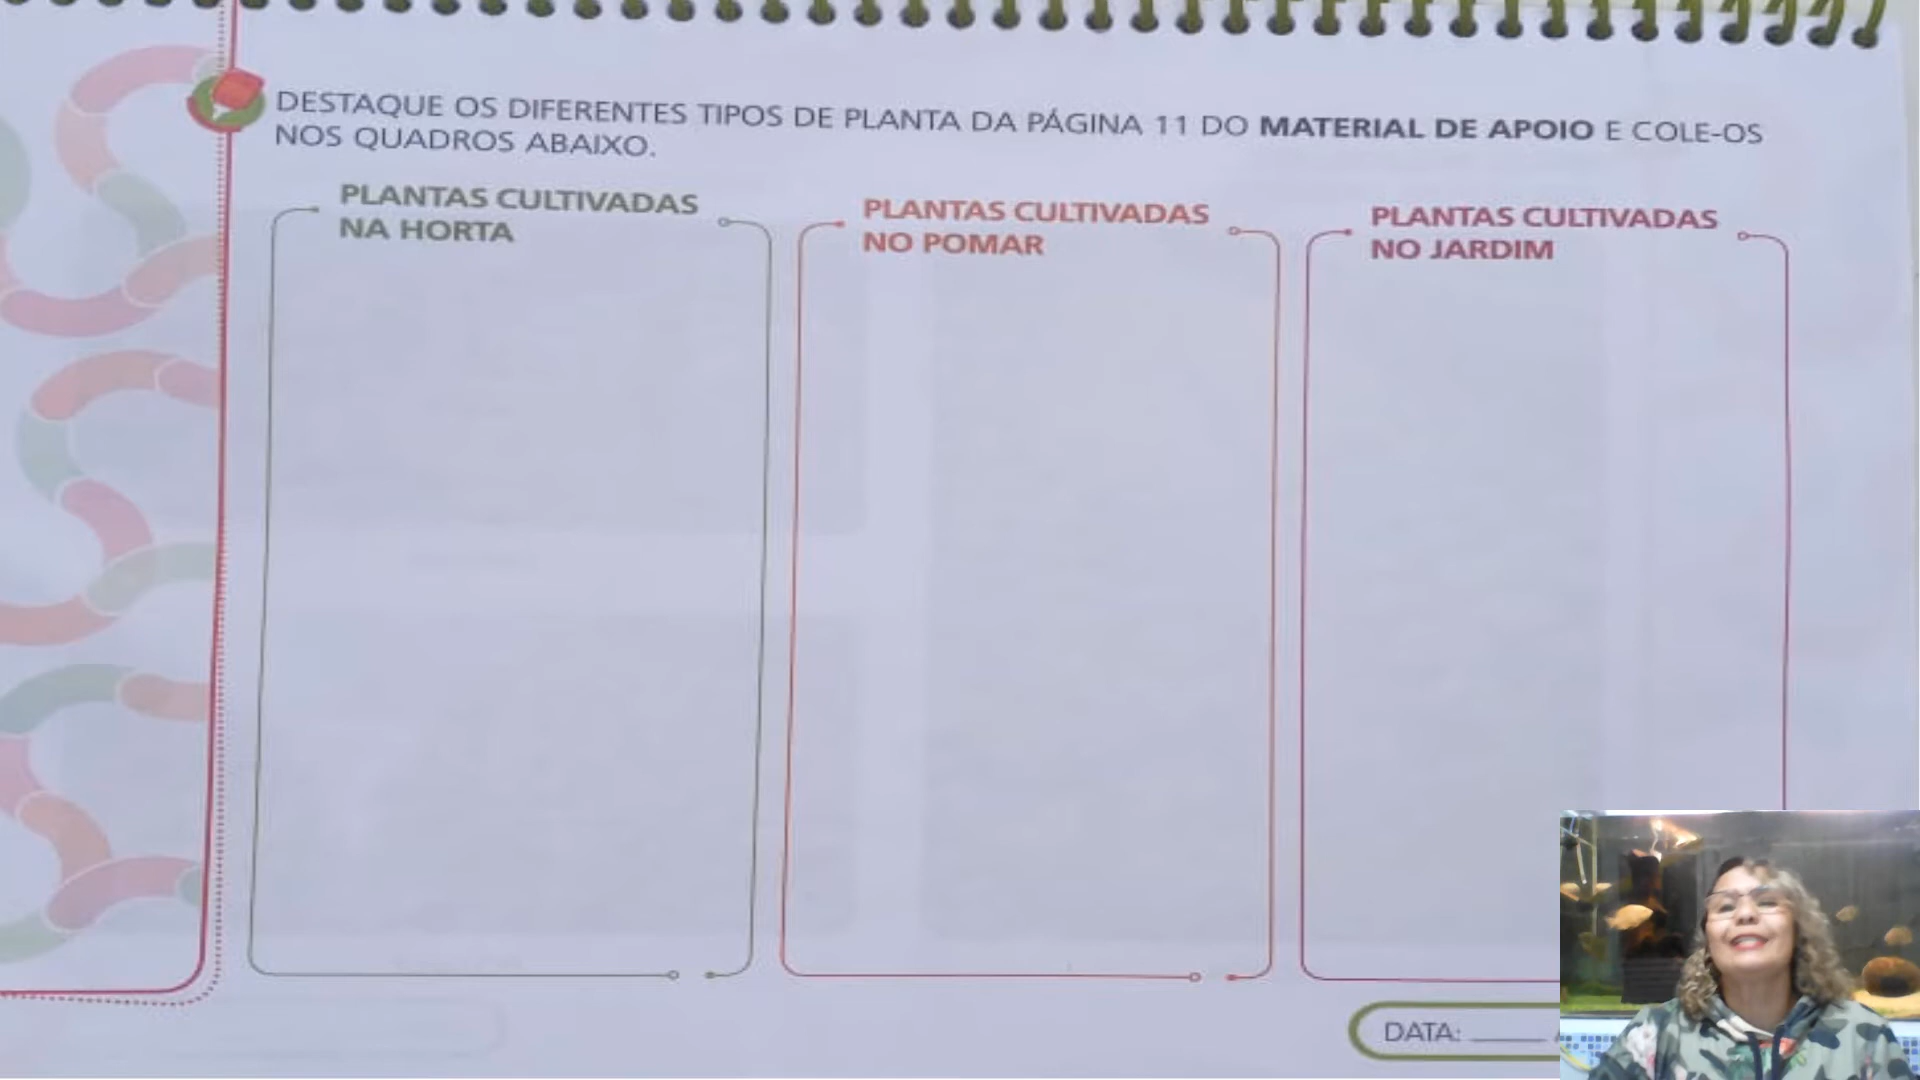 DESTAQUE OS DIFERENTES TIPOS DE PLANTA DA PÁGINA 11 DO MATERIAL DE APOIO E COLE-OS
NOS QUADROS ABAIXO.
PLANTAS CULTIVADAS
NA HORTA
PLANTAS CULTIVADAS
NO POMAR
PLANTAS CULTIVADAS
NO JARDIM
DATA: _____ /